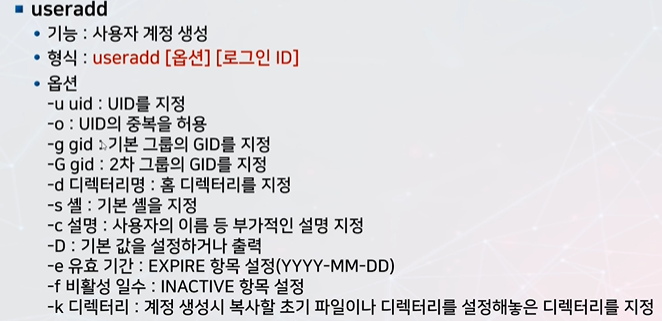 useradd
기능 : 사용자 계정 생성
형식 : useradd [옵션] [로그인 ID]
옵션
-u uid : UID를 지정
-o : UID의 중복을 허용
-g gid : 기본 그룹의 GID를 지정
-G gid : 2차 그룹의 GID를 지정
-d 디렉터리명 : 홈 디렉터리를 지정
-s 셸 : 기본 셸을 지정
-c 설명 : 사용자의 이름 등 부가적인 설명 지정
-D : 기본 값을 설정하거나 출력
-e 유효 기간 : EXPIRE 항목 설정(YYYY-MM-DD)
-f 비활성 일수 : INACTIVE 항목 설정
-k 디렉터리 : 계정 생성시 복사할 초기 파일이나 디렉터리를 설정해놓은 디렉터리를 지정